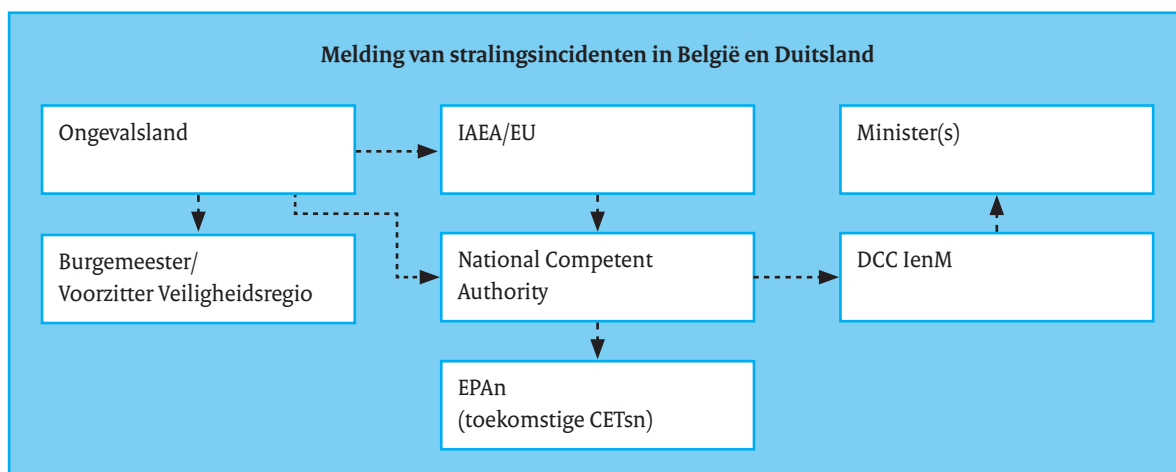 Melding van stralingsincidenten in België en Duitsland
Ongevalsland
IAEA/EU
Minister(s)
Burgemeester/
Voorzitter Veiligheidsregio
National Competent
Authority
DCC IenM
EPAn
(toekomstige CETsn)